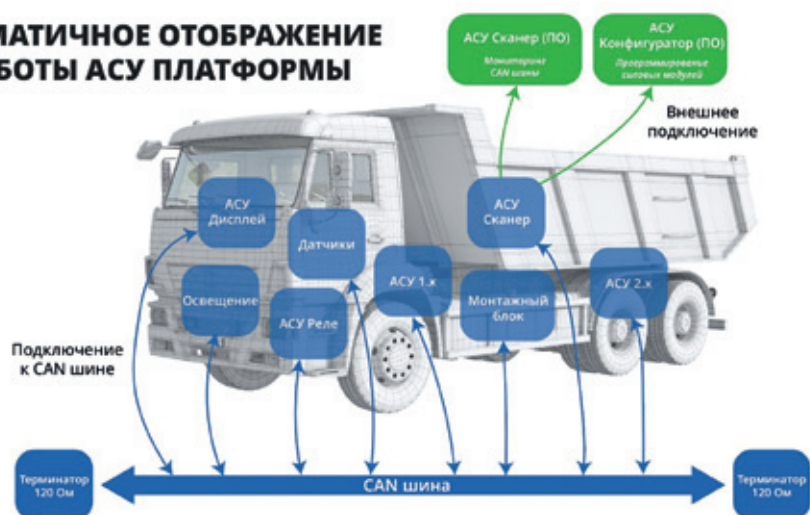 МАТИЧНОЕ ОТОБРАЖЕНИЕ
БОТЫ АСУ ПЛАТФОРМЫ
АСУ Сканер (ПО)
Мониторинг
CAN шины
АСУ
Конфигуратор (ПО)
Программирование
силовых модулей
Внешнее
подключение
АСУ
Дисплей
Датчики
АСУ
Сканер
Освещение
АСУ Реле
АСУ 1.x
Монтажный
блок
АСУ 2.x
Подключение
к CAN шине
Терминатор
120 Ом
CAN шина
Терминатор
120 Ом